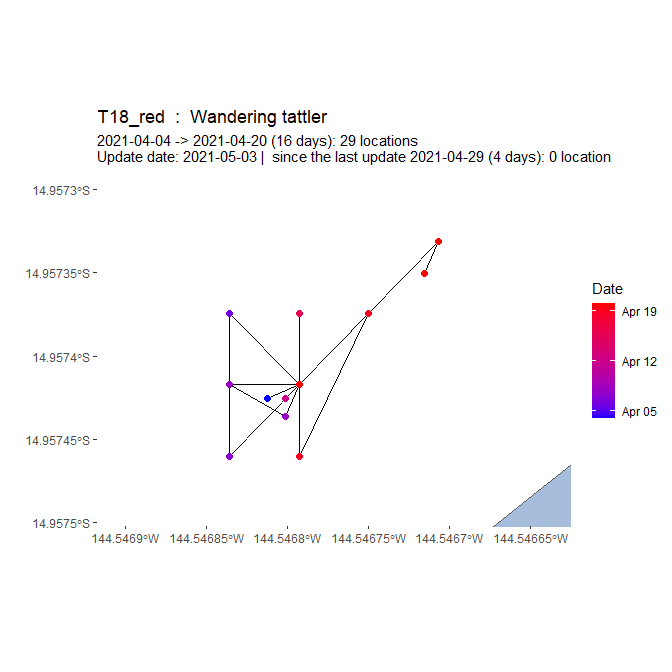 T18_red  :  Wandering tattler
2021-04-04 -> 2021-04-20 (16 days): 29 locations
Update date: 2021-05-03 |  since the last update 2021-04-29 (4 days): 0 location
14.9573°S
14.95735°S
14.9574°S
14.95745°S
14.9575°S
144.5469°W 144.54685°W 144.5468°W 144.54675°W 144.5467°W 144.54665°W
Date
Apr 19
Apr 12
Apr 05